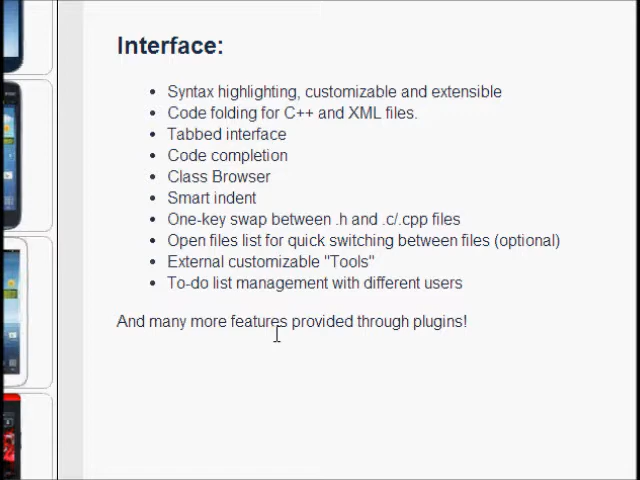 Interface:
Syntax highlighting, customizable and extensible
Code folding for C++ and XML files.
Tabbed interface
Code completion
Class Browser
Smart indent
One-key swap between .h and .c/.cpp files
Open files list for quick switching between files (optional)
External customizable "Tools"
To-do list management with different users
And many more features provided through plugins!